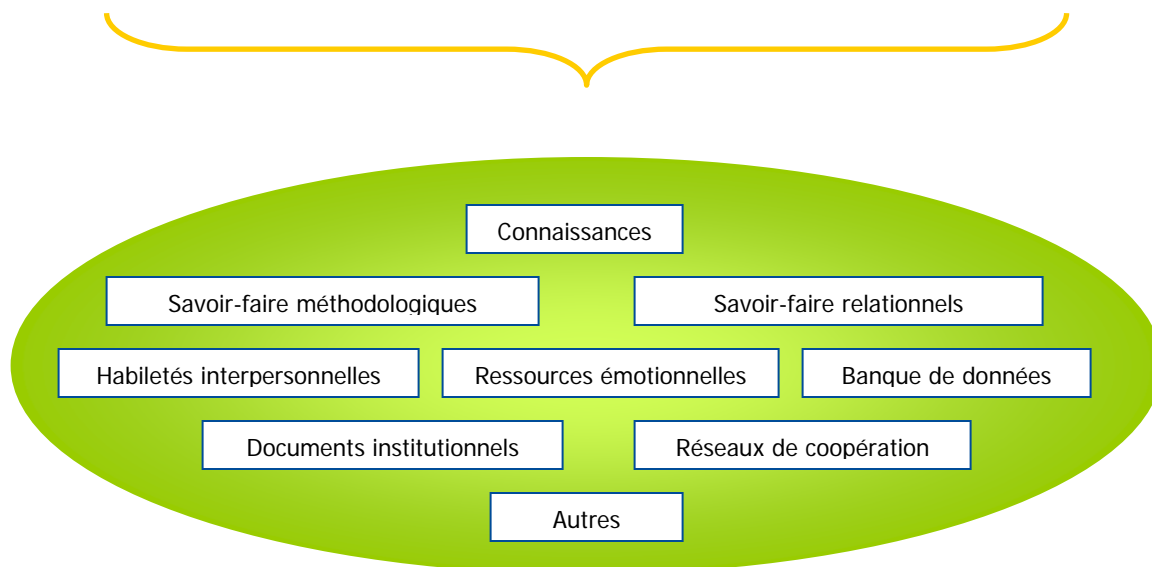 Connaissances
Savoir-faire méthodologiques
Savoir-faire relationnels
Habiletés interpersonnelles
Ressources émotionnelles
Banque de données
Documents institutionnels
Réseaux de coopération
Autres